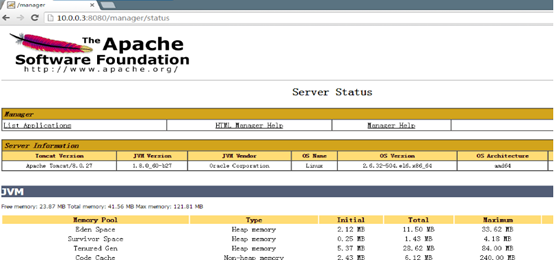 /manager
10.0.0.3:8080/manager/status
The Apache
Software Foundation
http://www.apache.org/
Server Status
Manager
List Applications HTML Manager Help Manager Help
Server Information
Tomcat Version JVM Version JVM Vendor OS Name OS Version OS Architecture
Apache Tomcat/8.0.27 1.8.0_60-b27 Oracle Corporation Linux 2.6.32-504.el6.x86_64 amd64
JVM
Free memory: 23.87 MB Total memory: 41.56 MB Max memory: 121.81 MB
Memory Pool Type Initial Total Maximum
Eden Space Heap memory 2.12 MB 11.50 MB 33.62 MB
Survivor Space Heap memory 0.25 MB 1.43 MB 4.18 MB
Tenured Gen Heap memory 5.37 MB 28.62 MB 84.00 MB
Code Cache Non-heap memory 2.43 MB 6.12 MB 240.00 MB